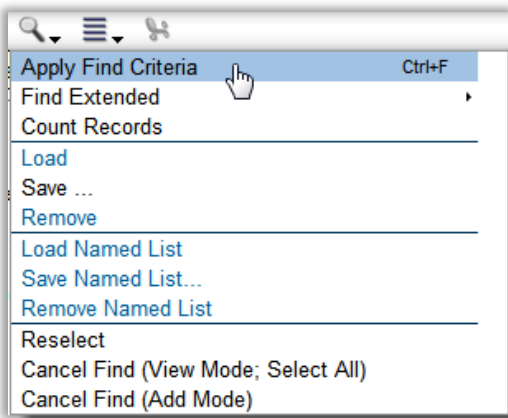 Apply Find Criteria Ctrl+F
Find Extended
Count Records
Load
Save ...
Remove
Load Named List
Save Named List...
Remove Named List
Reselect
Cancel Find (View Mode; Select All)
Cancel Find (Add Mode)